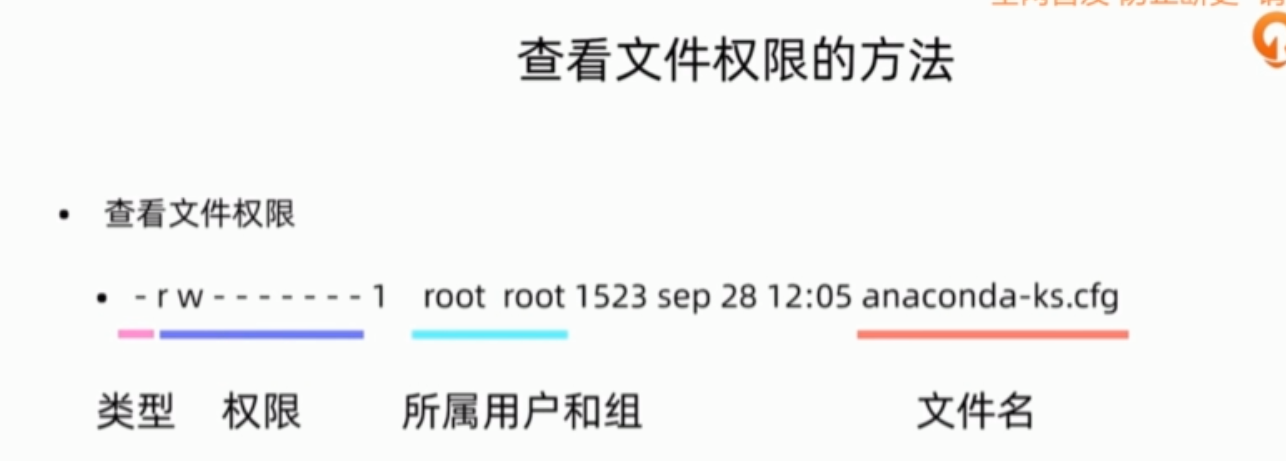 查看文件权限的方法
• 查看文件权限
• - r w - - - - - - - 1 root root 1523 sep 28 12:05 anaconda-ks.cfg
类型 权限 所属用户和组 文件名